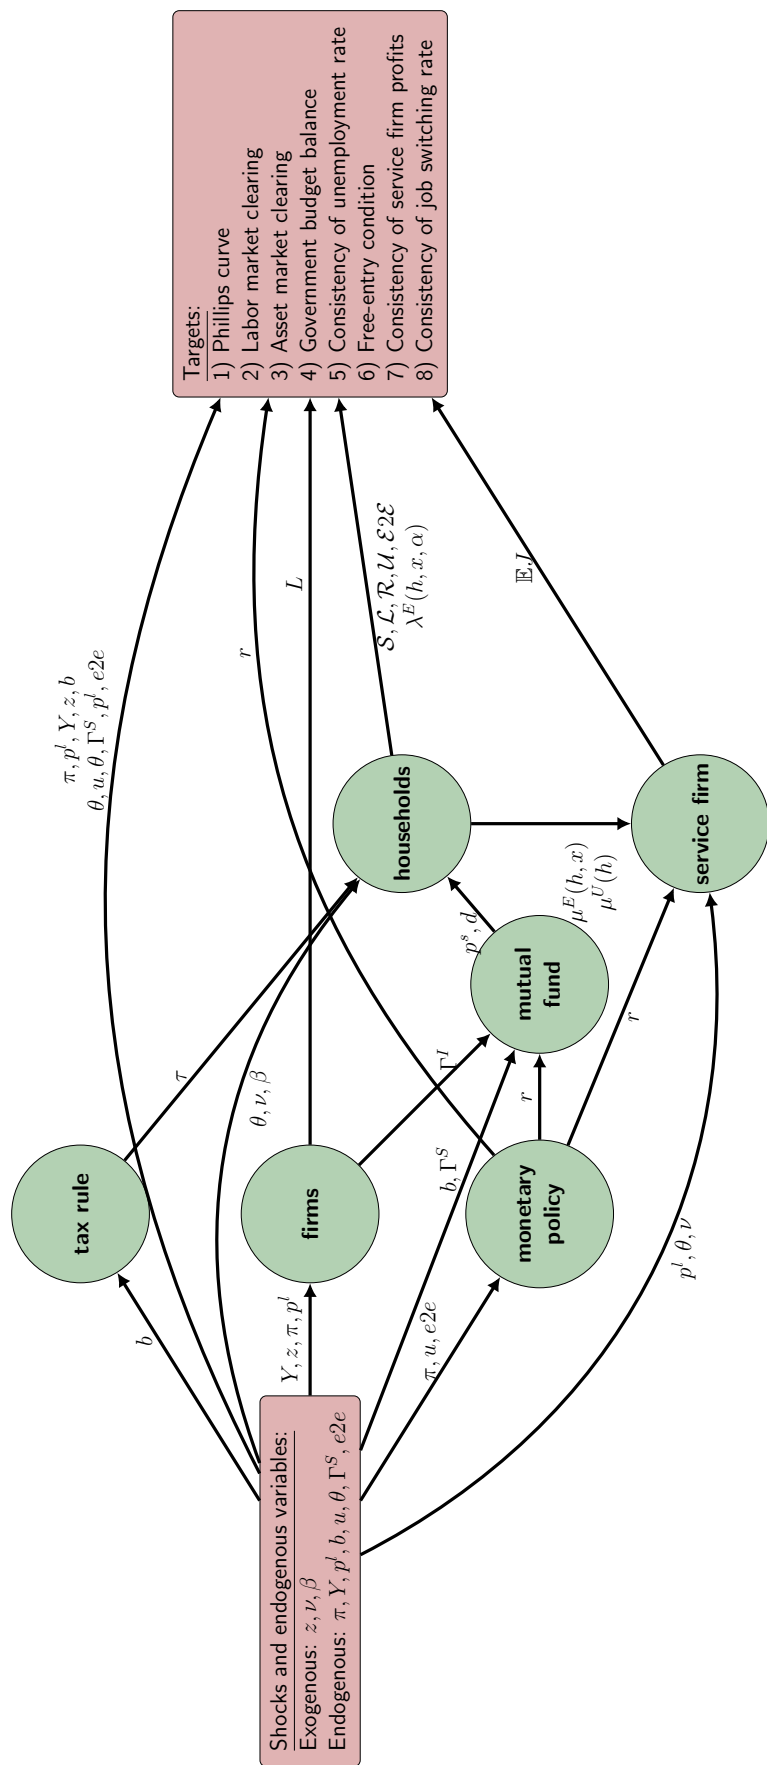 Shocks and endogenous variables:
Exogenous: z, ν, β
Endogenous: π, Y, p^l, b, u, θ, Γ^S, e2e
b
Y, z, π, p^l
π, u, e2e
p^l, θ, ν
b, Γ^S
θ, ν, β
tax rule
firms
monetary
policy
τ
Γ^I
r
r
mutual
fund
p^s, d
households
μ^E(h, x)
μ^U(h)
service firm
π, p^l, Y, z, b
θ, u, θ, Γ^S, p^l, e2e
r
L
𝒮, ℒ, ℛ, 𝒰, ℰ2ℰ
λ^E(h, x, α)
𝔼J
Targets:
1) Phillips curve
2) Labor market clearing
3) Asset market clearing
4) Government budget balance
5) Consistency of unemployment rate
6) Free-entry condition
7) Consistency of service firm profits
8) Consistency of job switching rate